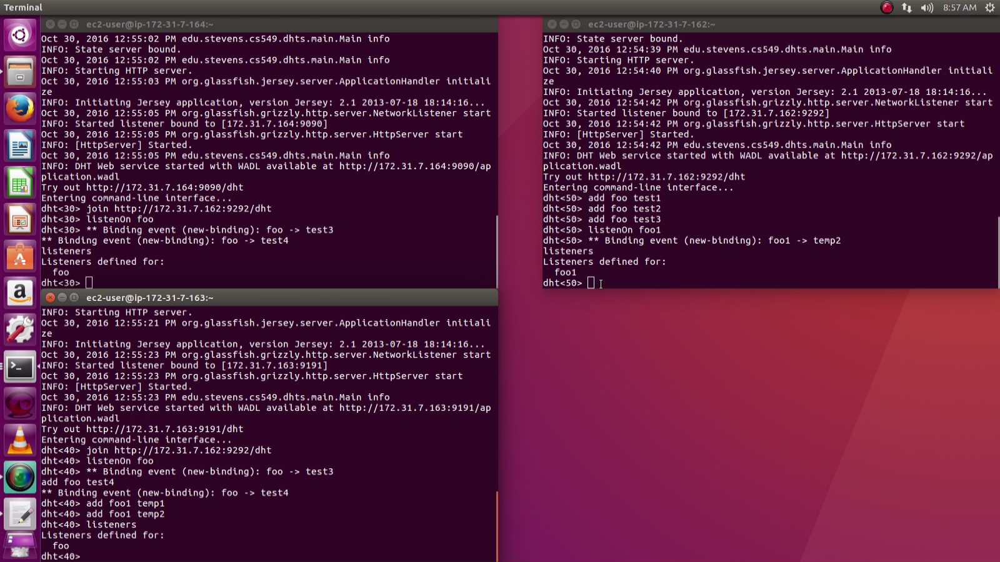 Terminal
8:57 AM
ec2-user@ip-172-31-7-164:~
Oct 30, 2016 12:55:02 PM edu.stevens.cs549.dhts.main.Main info
INFO: State server bound.
Oct 30, 2016 12:55:02 PM edu.stevens.cs549.dhts.main.Main info
INFO: Starting HTTP server.
Oct 30, 2016 12:55:03 PM org.glassfish.jersey.server.ApplicationHandler initiali
ze
INFO: Initiating Jersey application, version Jersey: 2.1 2013-07-18 18:14:16...
Oct 30, 2016 12:55:05 PM org.glassfish.grizzly.http.server.NetworkListener start
INFO: Started listener bound to [172.31.7.164:9090]
Oct 30, 2016 12:55:05 PM org.glassfish.grizzly.http.server.HttpServer start
INFO: [HttpServer] Started.
Oct 30, 2016 12:55:05 PM edu.stevens.cs549.dhts.main.Main info
INFO: DHT Web service started with WADL available at http://172.31.7.164:9090/ap
plication.wadl
Try out http://172.31.7.164:9090/dht
Entering command-line interface...
dht<30> join http://172.31.7.162:9292/dht
dht<30> listenOn foo
dht<30> ** Binding event (new-binding): foo -> test3
** Binding event (new-binding): foo -> test4
listeners
Listeners defined for:
  foo
dht<30>
ec2-user@ip-172-31-7-162:~
INFO: State server bound.
Oct 30, 2016 12:54:39 PM edu.stevens.cs549.dhts.main.Main info
INFO: Starting HTTP server.
Oct 30, 2016 12:54:40 PM org.glassfish.jersey.server.ApplicationHandler initiali
ze
INFO: Initiating Jersey application, version Jersey: 2.1 2013-07-18 18:14:16...
Oct 30, 2016 12:54:42 PM org.glassfish.grizzly.http.server.NetworkListener start
INFO: Started listener bound to [172.31.7.162:9292]
Oct 30, 2016 12:54:42 PM org.glassfish.grizzly.http.server.HttpServer start
INFO: [HttpServer] Started.
Oct 30, 2016 12:54:42 PM edu.stevens.cs549.dhts.main.Main info
INFO: DHT Web service started with WADL available at http://172.31.7.162:9292/ap
plication.wadl
Try out http://172.31.7.162:9292/dht
Entering command-line interface...
dht<50> add foo test1
dht<50> add foo test2
dht<50> add foo test3
dht<50> listenOn foo1
dht<50> ** Binding event (new-binding): foo1 -> temp2
listeners
Listeners defined for:
  foo1
dht<50>
ec2-user@ip-172-31-7-163:~
INFO: Starting HTTP server.
Oct 30, 2016 12:55:21 PM org.glassfish.jersey.server.ApplicationHandler initiali
ze
INFO: Initiating Jersey application, version Jersey: 2.1 2013-07-18 18:14:16...
Oct 30, 2016 12:55:23 PM org.glassfish.grizzly.http.server.NetworkListener start
INFO: Started listener bound to [172.31.7.163:9191]
Oct 30, 2016 12:55:23 PM org.glassfish.grizzly.http.server.HttpServer start
INFO: [HttpServer] Started.
Oct 30, 2016 12:55:23 PM edu.stevens.cs549.dhts.main.Main info
INFO: DHT Web service started with WADL available at http://172.31.7.163:9191/ap
plication.wadl
Try out http://172.31.7.163:9191/dht
Entering command-line interface...
dht<40> join http://172.31.7.162:9292/dht
dht<40> listenOn foo
dht<40> ** Binding event (new-binding): foo -> test3
add foo test4
** Binding event (new-binding): foo -> test4
dht<40> add foo1 temp1
dht<40> add foo1 temp2
dht<40> listeners
Listeners defined for:
  foo
dht<40>